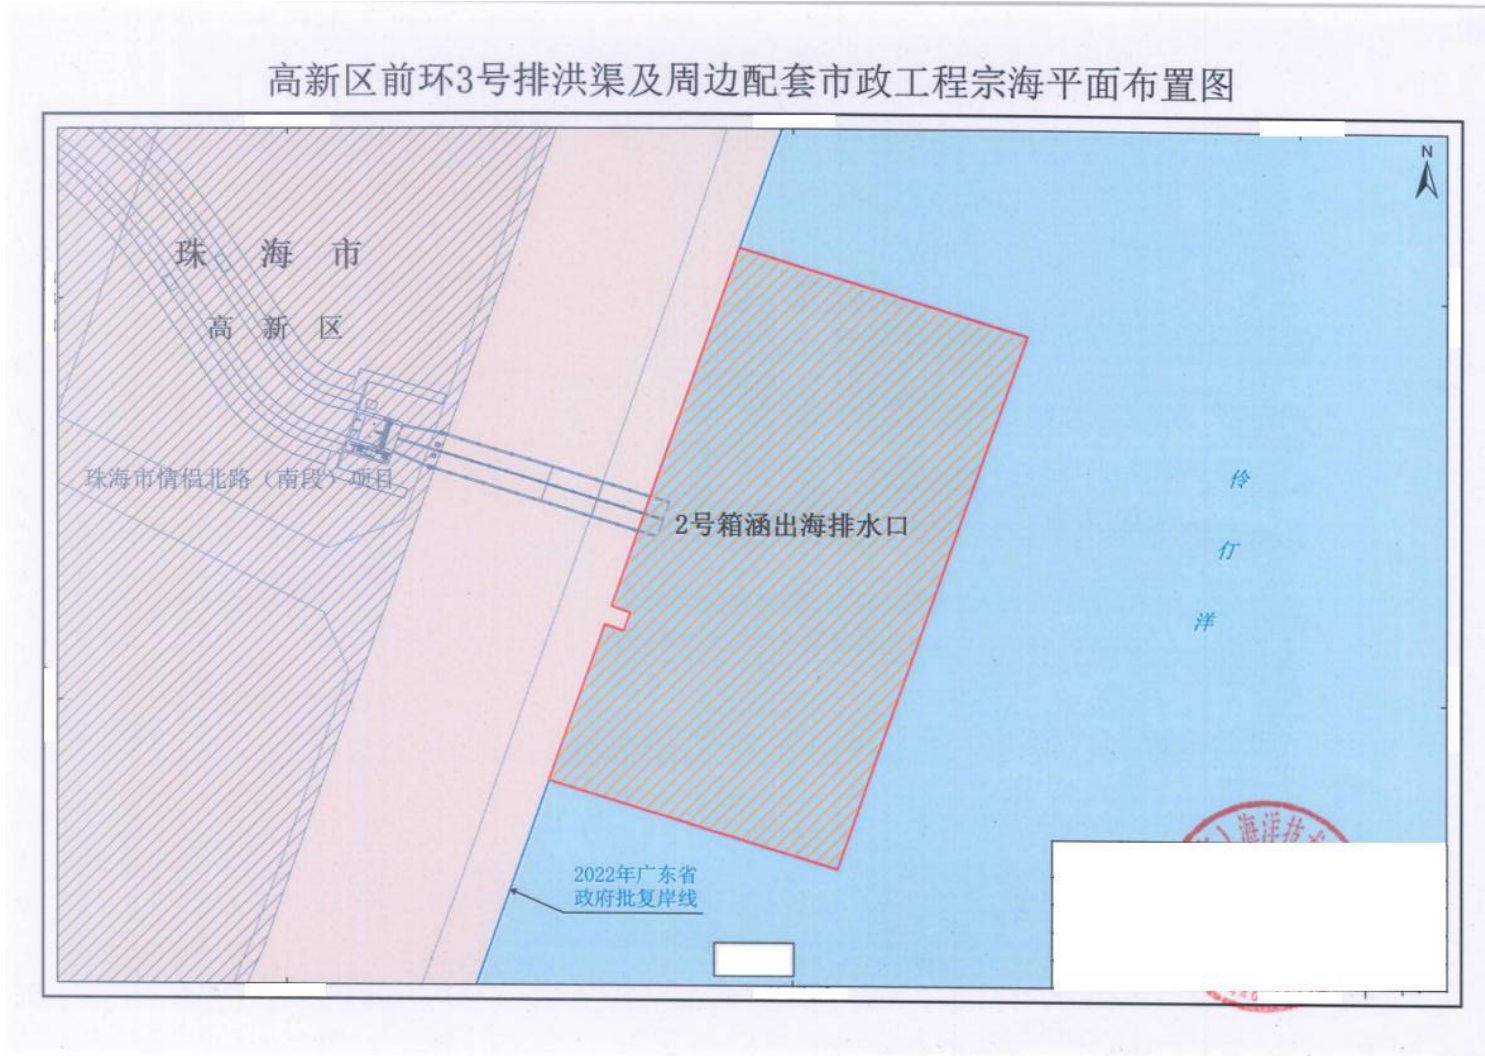 高新区前环3号排洪渠及周边配套市政工程宗海平面布置图
N
珠 海 市
高 新 区
珠海市情侣北路（南段）项目
2号箱涵出海排水口
伶
仃
洋
2022年广东省
政府批复岸线
）海洋技